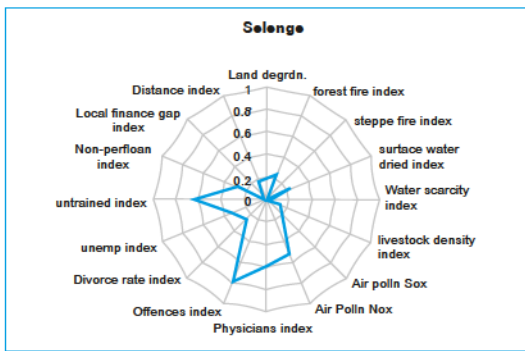 Selenge
Land degrdn.
forest fire index
steppe fire index
surtace water
dried index
Water scarcity
index
livestock density
index
Air polln Sox
Air Polln Nox
Physicians index
Offences index
Divorce rate index
unemp index
untrained index
Non-perfloan
index
Local finance gap
index
Distance index
1
0.8
0.6
0.4
0.2
0